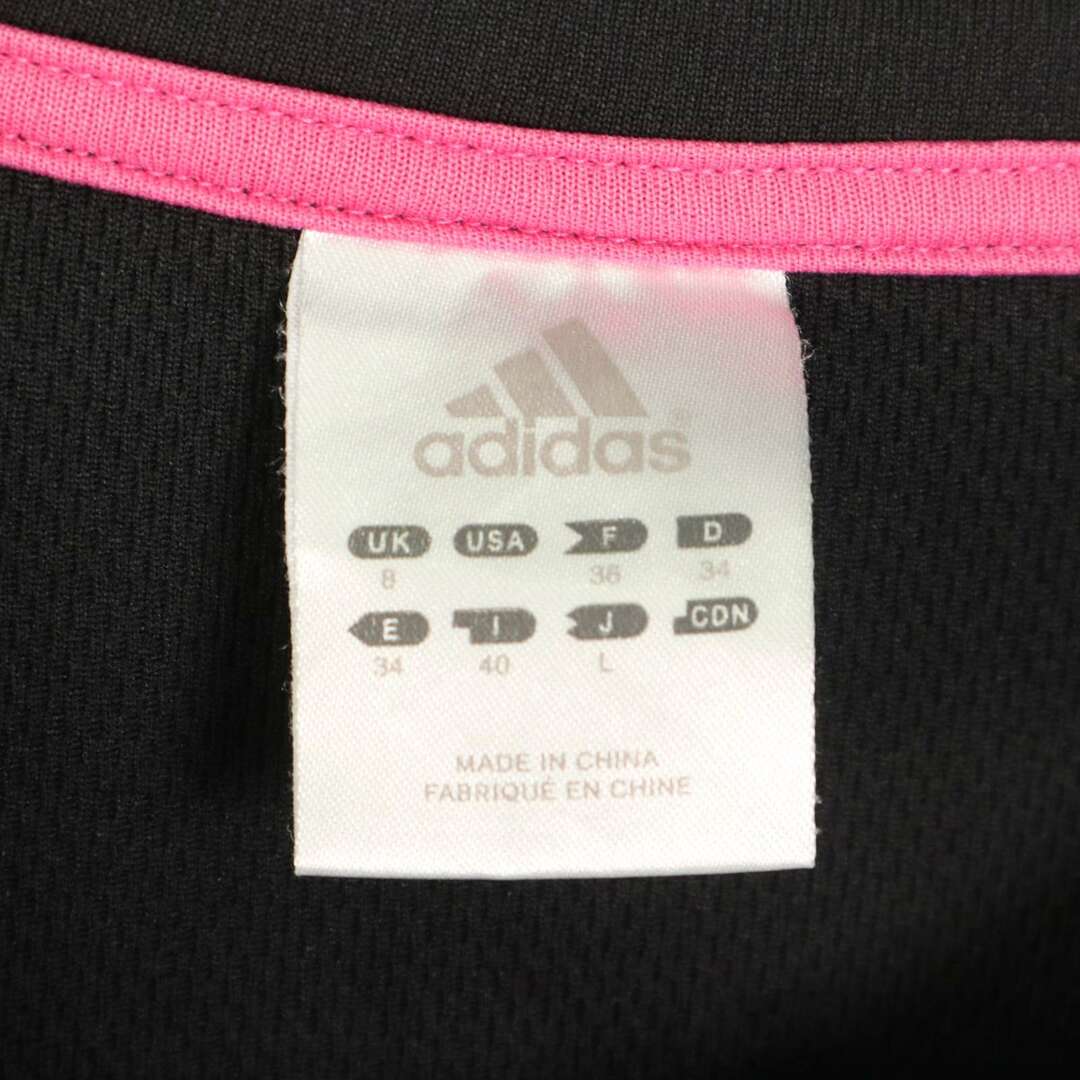 adidas®
UK USA F D
8 36 34
E I J CDN
34 40 L
MADE IN CHINA
FABRIQUÉ EN CHINE